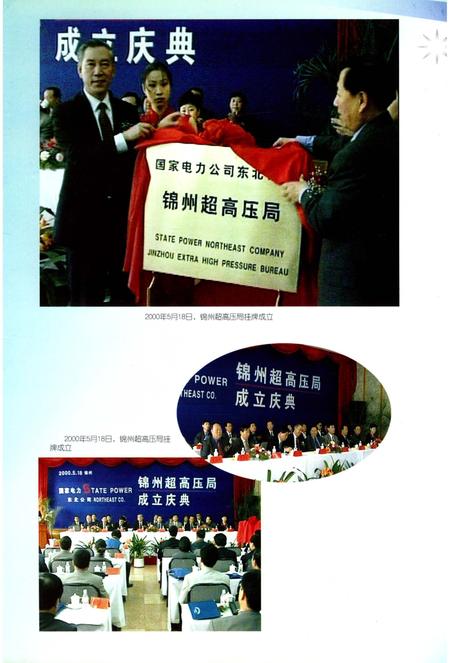 成立庆典
国家电力公司东北
锦州超高压局
STATE POWER NORTHEAST COMPANY
JINZHOU EXTRA HIGH PRESSURE BUREAU
2000年5月18日，锦州超高压局挂牌成立
锦州超高压局
POWER
成立庆典
HEAST CO.
2000年5月18日，锦州超高压局挂
牌成立
2000.5.18 锦州
国家电力 STATE POWER
东北公司 NORTHEAST CO.
锦州超高压局
成立庆典